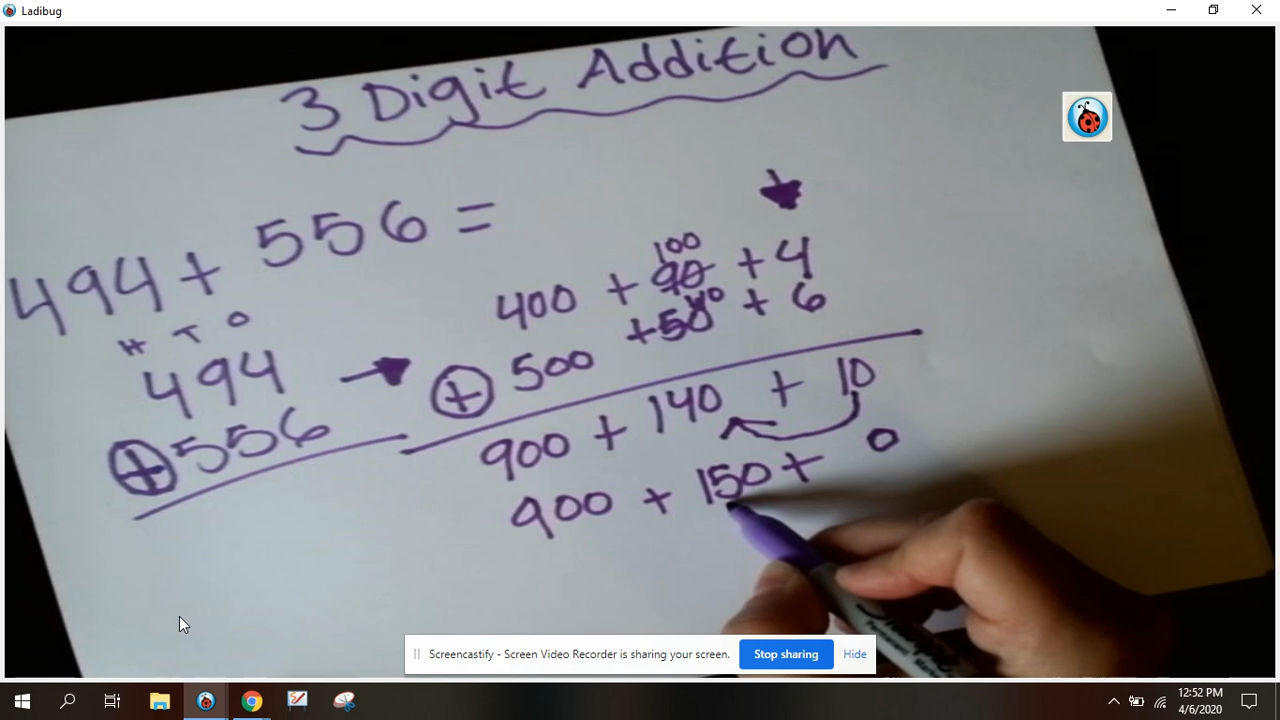 Ladibug
3 Digit Addition
494 + 556 =
H T O
494
+ 556
100
400 + 90 + 4
40
+ 500 + 50 + 6
900 + 140 + 10
900 + 150 + 0
Screencastify - Screen Video Recorder is sharing your screen.
Stop sharing
Hide
12:52 PM
4/6/2020